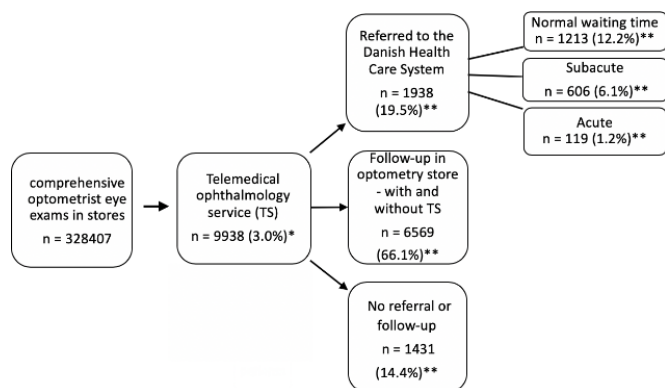 comprehensive
optometrist eye
exams in stores
n = 328407
Telemedical
ophthalmology
service (TS)
n = 9938 (3.0%)*
Referred to the
Danish Health
Care System
n = 1938
(19.5%)**
Normal waiting time
n = 1213 (12.2%)**
Subacute
n = 606 (6.1%)**
Acute
n = 119 (1.2%)**
Follow-up in
optometry store
- with and
without TS
n = 6569
(66.1%)**
No referral or
follow-up
n = 1431
(14.4%)**